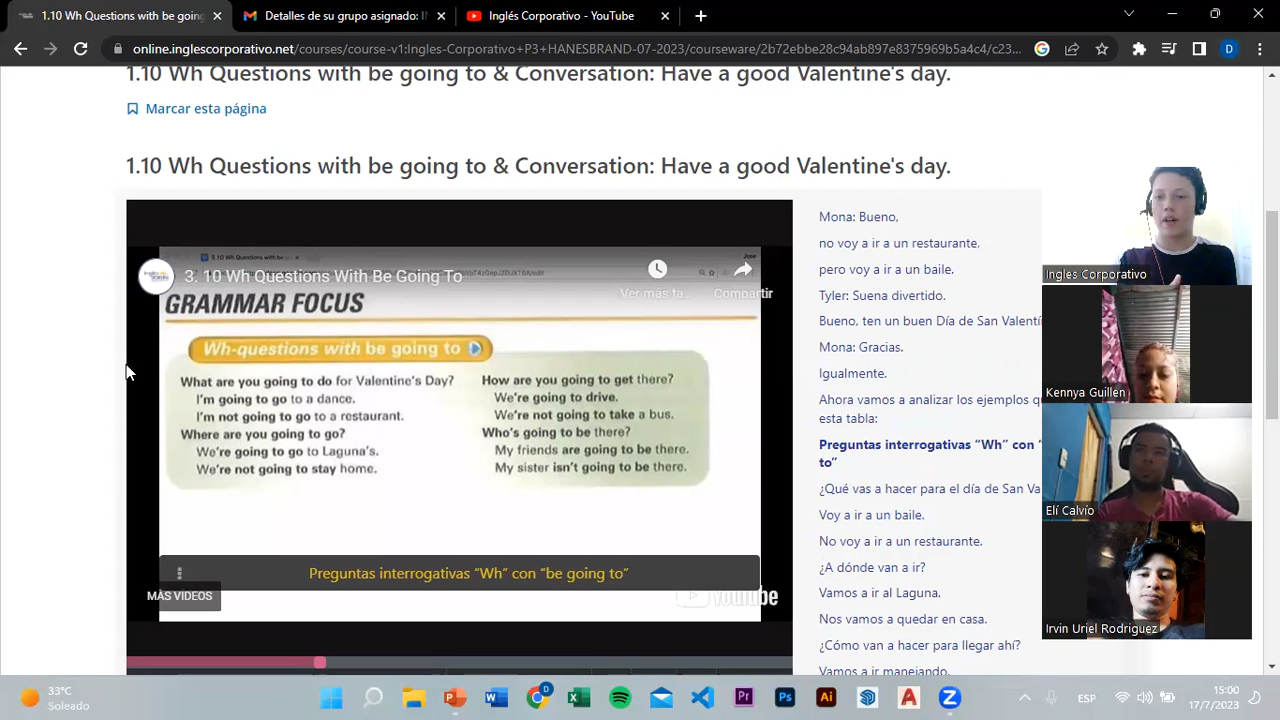 1.10 Wh Questions with be going
Detalles de su grupo asignado: I
Inglés Corporativo - YouTube
online.inglescorporativo.net/courses/course-v1:Ingles-Corporativo+P3+HANESBRAND-07-2023/courseware/2b72ebbe28c94ab897e8375969b5a4c4/c23...
D
1.10 Wh Questions with be going to & Conversation: Have a good Valentine's day.
Marcar esta página
1.10 Wh Questions with be going to & Conversation: Have a good Valentine's day.
3. 10 Wh Questions With Be Going To
Ver más ta...
Compartir
GRAMMAR FOCUS
Wh-questions with be going to
What are you going to do for Valentine's Day?
I'm going to go to a dance.
I'm not going to go to a restaurant.
Where are you going to go?
We're going to go to Laguna's.
We're not going to stay home.
How are you going to get there?
We're going to drive.
We're not going to take a bus.
Who's going to be there?
My friends are going to be there.
My sister isn't going to be there.
Preguntas interrogativas "Wh" con "be going to"
MÁS VÍDEOS
YouTube
Mona: Bueno,
no voy a ir a un restaurante.
pero voy a ir a un baile.
Tyler: Suena divertido.
Bueno, ten un buen Día de San Valentí
Mona: Gracias.
Igualmente.
Ahora vamos a analizar los ejemplos q
esta tabla:
Preguntas interrogativas "Wh" con "
to"
¿Qué vas a hacer para el día de San Va
Voy a ir a un baile.
No voy a ir a un restaurante.
¿A dónde van a ir?
Vamos a ir al Laguna.
Nos vamos a quedar en casa.
¿Cómo van a hacer para llegar ahí?
Vamos a ir manejando.
Ingles Corporativo
Kennya Guillen
Elí Calvío
Irvin Uriel Rodriguez
33°C
Soleado
ESP
15:00
17/7/2023